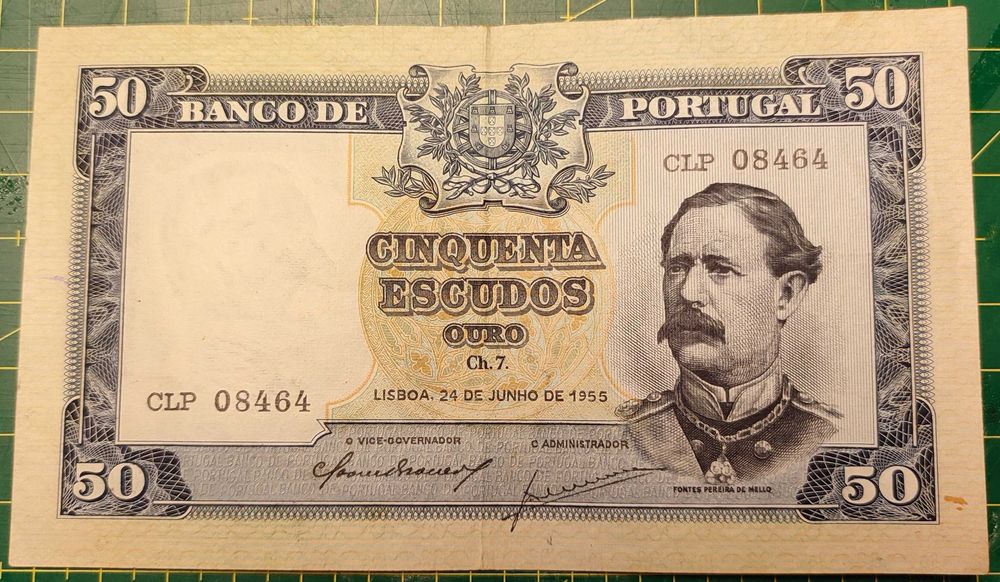 50 BANCO DE PORTUGAL 50
CLP 08464
CINQUENTA
ESCUDOS
OURO
Ch. 7.
LISBOA, 24 DE JUNHO DE 1955
CLP 08464
O VICE-GOVERNADOR O ADMINISTRADOR
FONTES PEREIRA DE MELLO
50 50